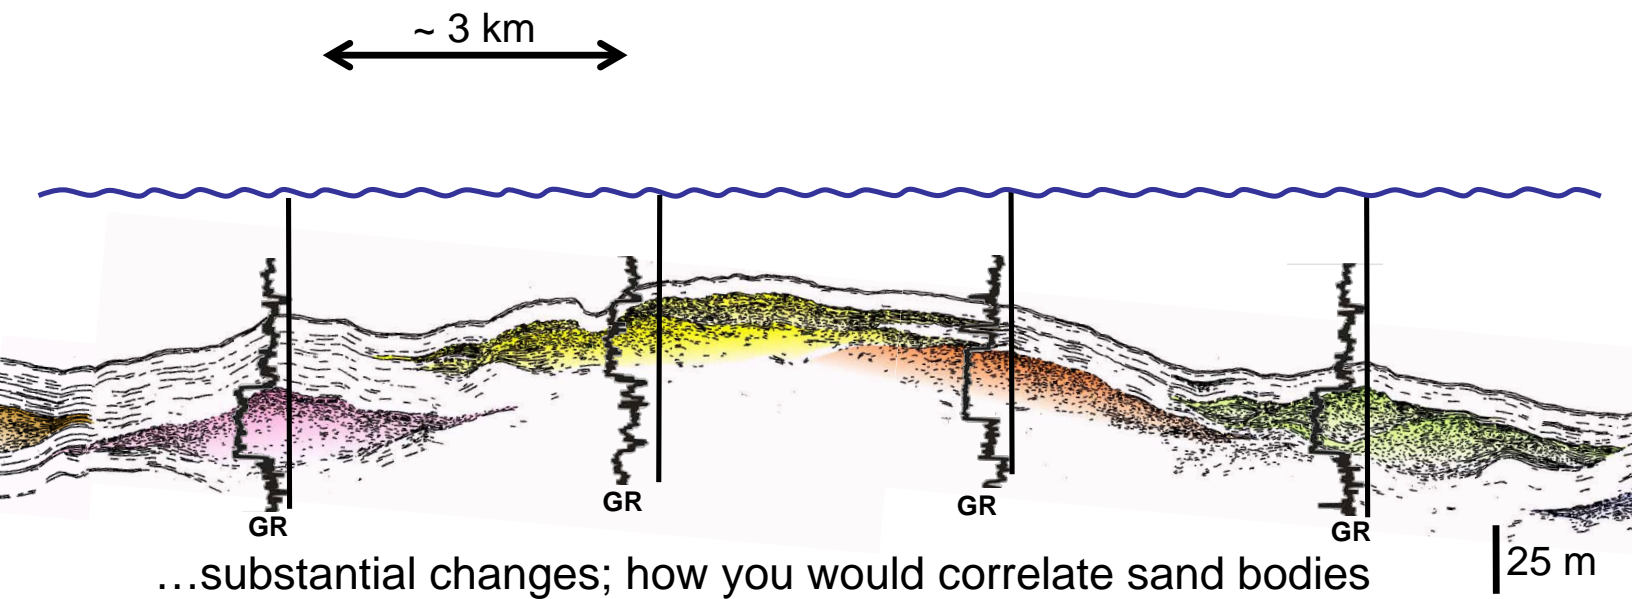 ~ 3 km
GR
GR
GR
GR
…substantial changes; how you would correlate sand bodies
25 m